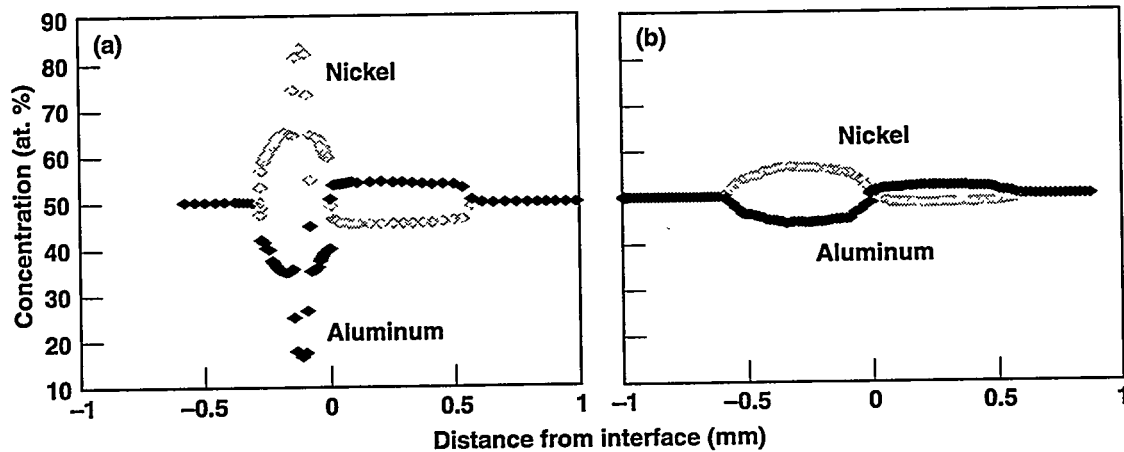 (a)
(b)
Nickel
Aluminum
Nickel
Aluminum
Concentration (at. %)
90
80
70
60
50
40
30
20
10
–1
–0.5
0
0.5
1
–1
–0.5
0
0.5
1
Distance from interface (mm)